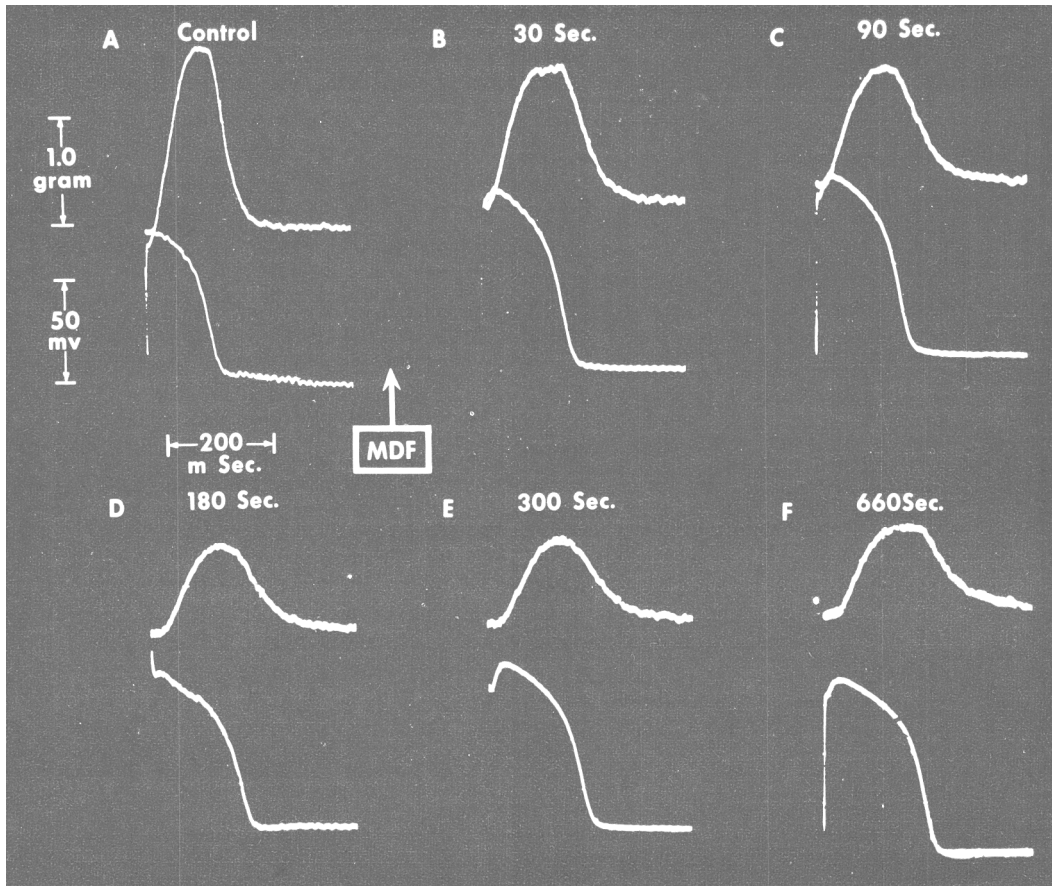 A Control
B 30 Sec.
C 90 Sec.
1.0
gram
50
mv
200
m Sec.
MDF
D 180 Sec.
E 300 Sec.
F 660Sec.